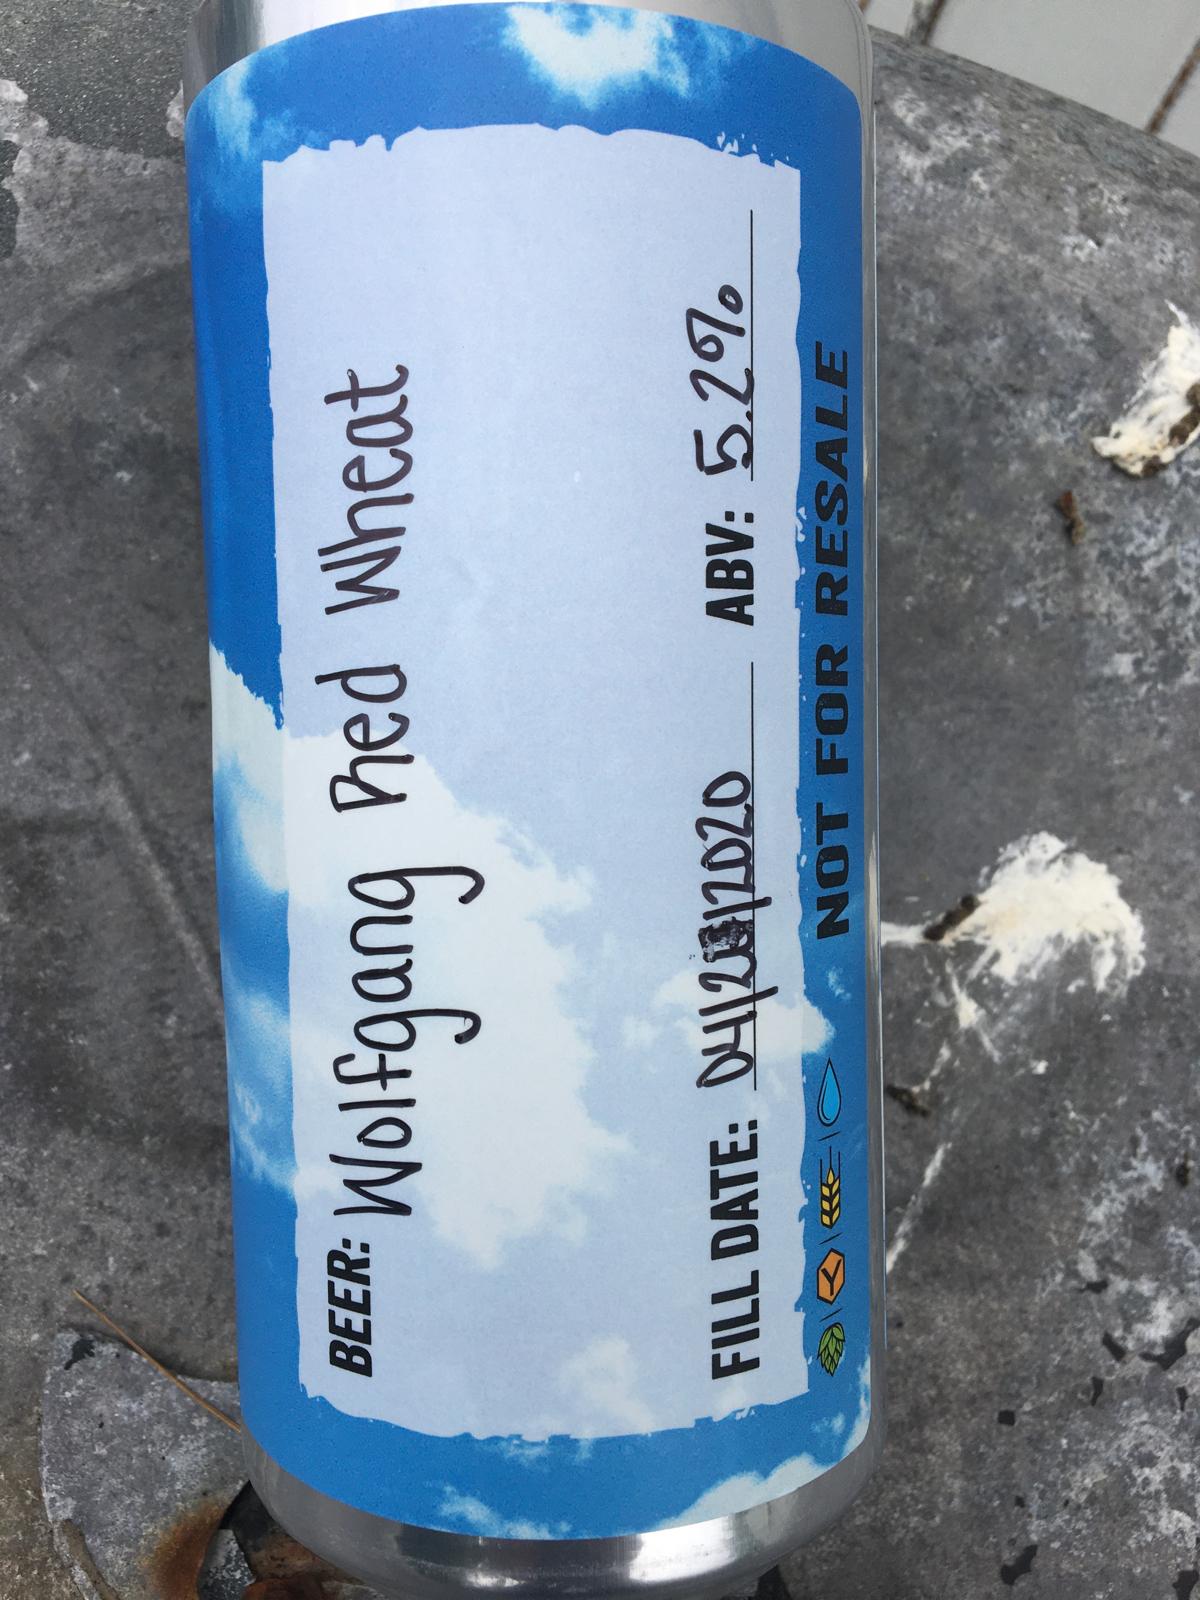 BEER: Wolfgang Red Wheat
FILL DATE: ABV: 5.2%
NOT FOR RESALE